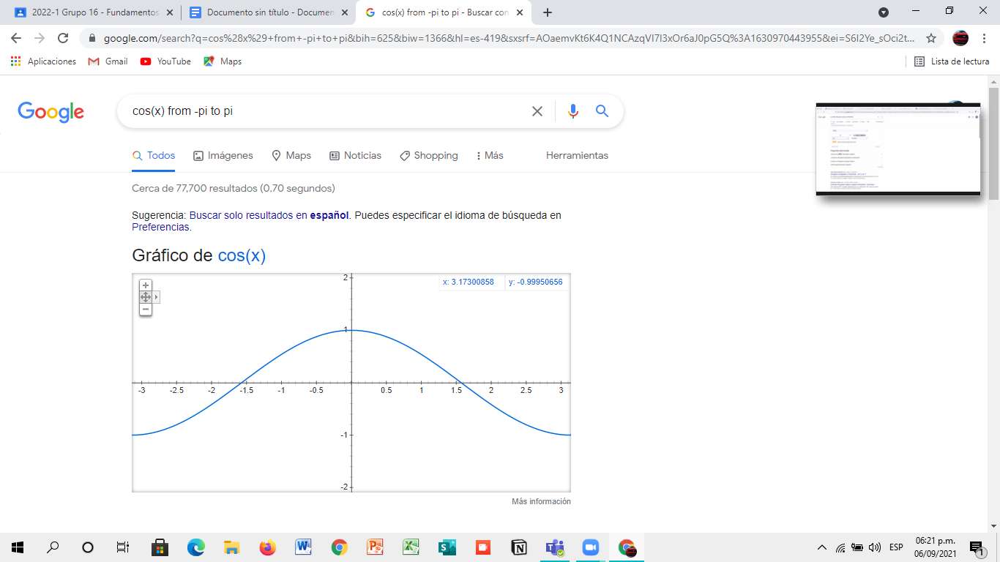 2022-1 Grupo 16 - Fundamentos
Documento sin título - Documen
cos(x) from -pi to pi - Buscar con
google.com/search?q=cos%28x%29+from+-pi+to+pi&bih=625&biw=1366&hl=es-419&sxsrf=AOaemvKt6K4Q1NCAzqVI7I3xOr6aJ0pG5Q%3A1630970443955&ei=S6I2Ye_sOci2t...
Aplicaciones Gmail YouTube Maps Lista de lectura
Google
cos(x) from -pi to pi
Todos Imágenes Maps Noticias Shopping Más Herramientas
Cerca de 77,700 resultados (0.70 segundos)
Sugerencia: Buscar solo resultados en español. Puedes especificar el idioma de búsqueda en
Preferencias.
Gráfico de cos(x)
x: 3.17300858 y: -0.99950656
2
1
-3 -2.5 -2 -1.5 -1 -0.5 0.5 1 1.5 2 2.5 3
-1
-2
Más información
ESP
06:21 p.m.
06/09/2021
1